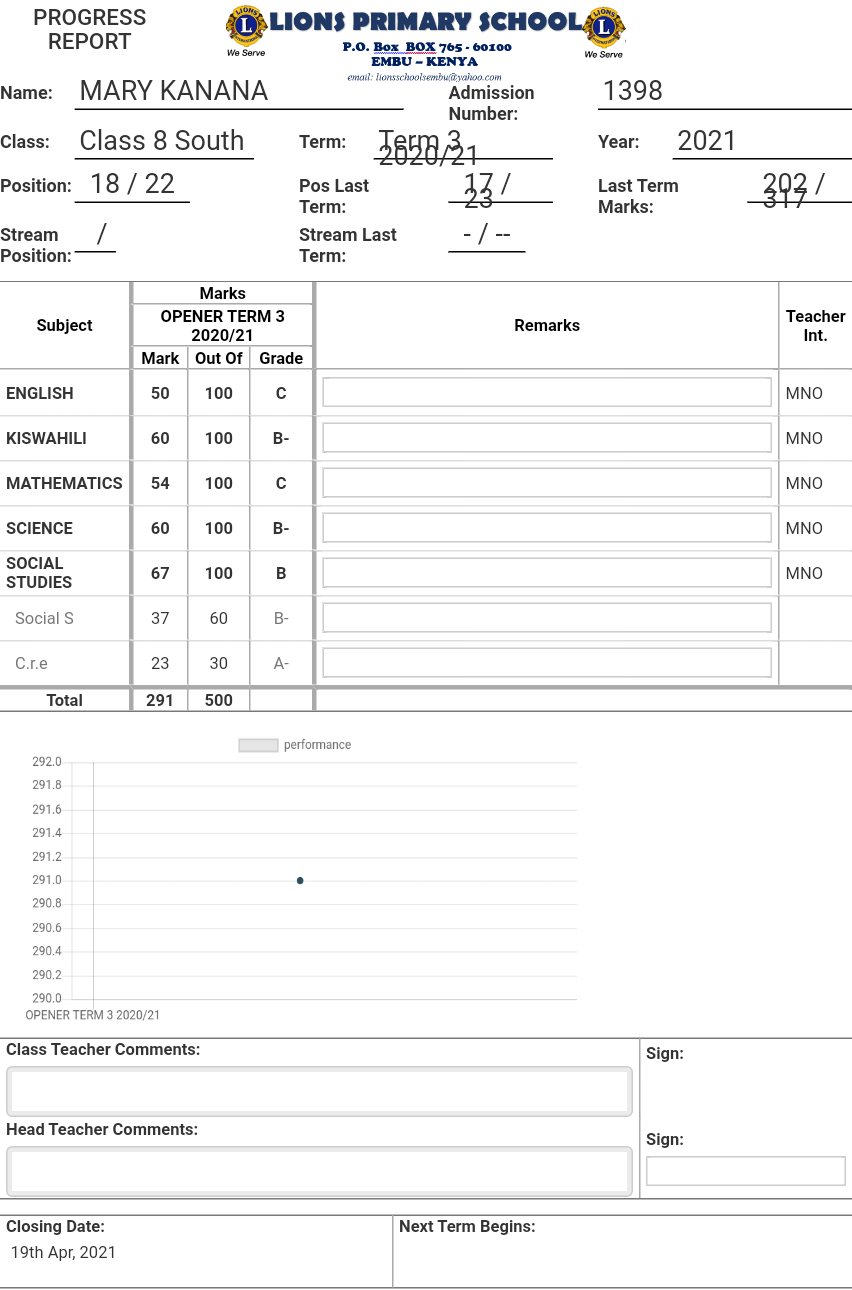 PROGRESS
REPORT
LIONS PRIMARY SCHOOL
We Serve
We Serve
P.O. Box BOX 765 - 60100
EMBU – KENYA
email: lionsschoolsembu@yahoo.com
Name: MARY KANANA Admission Number: 1398
Class: Class 8 South Term: Term 3 2020/21 Year: 2021
Position: 18 / 22 Pos Last Term: 17 / 23 Last Term Marks: 202 / 317
Stream Position: / Stream Last Term: - / --
Subject Marks Remarks Teacher Int.
OPENER TERM 3 2020/21
Mark Out Of Grade
ENGLISH 50 100 C MNO
KISWAHILI 60 100 B- MNO
MATHEMATICS 54 100 C MNO
SCIENCE 60 100 B- MNO
SOCIAL STUDIES 67 100 B MNO
Social S 37 60 B-
C.r.e 23 30 A-
Total 291 500
performance
292.0
291.8
291.6
291.4
291.2
291.0
290.8
290.6
290.4
290.2
290.0
OPENER TERM 3 2020/21
Class Teacher Comments: Sign:
Head Teacher Comments: Sign:
Closing Date: Next Term Begins:
19th Apr, 2021